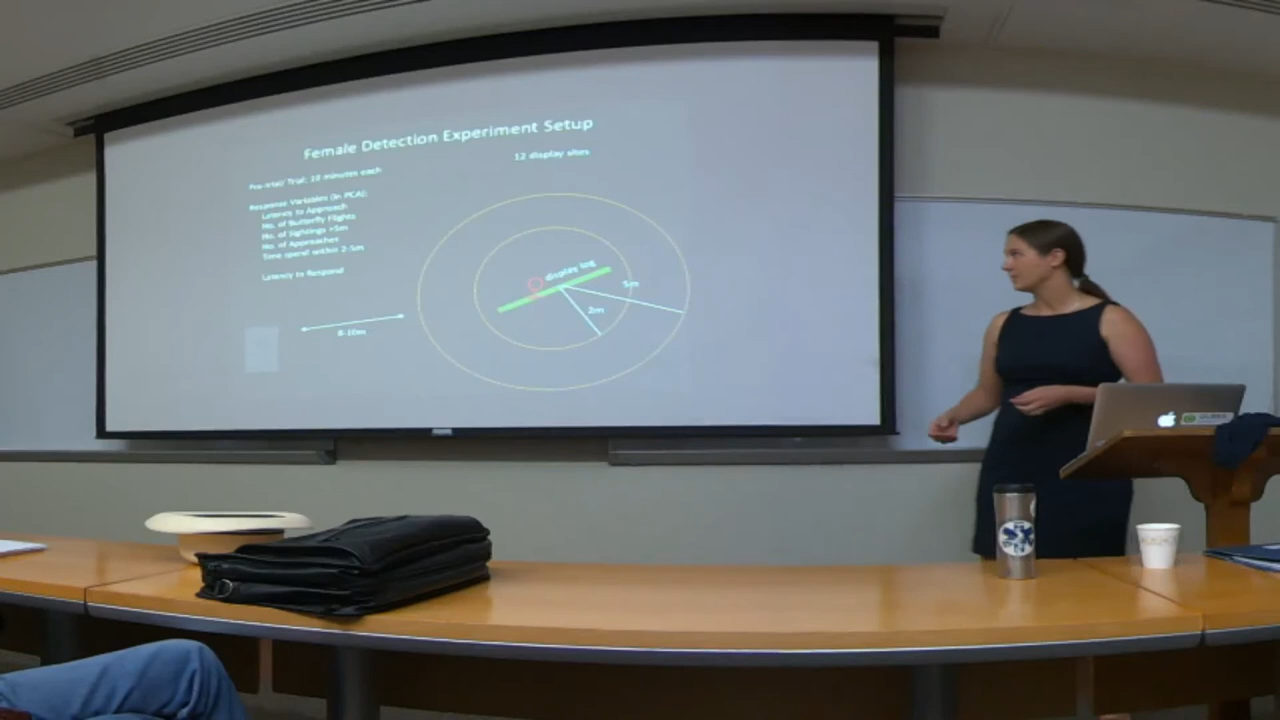 Female Detection Experiment Setup
12 display sites
Pre-trial/ Trial: 10 minutes each
Response Variables (in PCA):
Latency to Approach
No. of Butterfly Flights
No. of Sightings <5m
No. of Approaches
Time spend within 2-5m
Latency to Respond
display log
5m
2m
8-10m